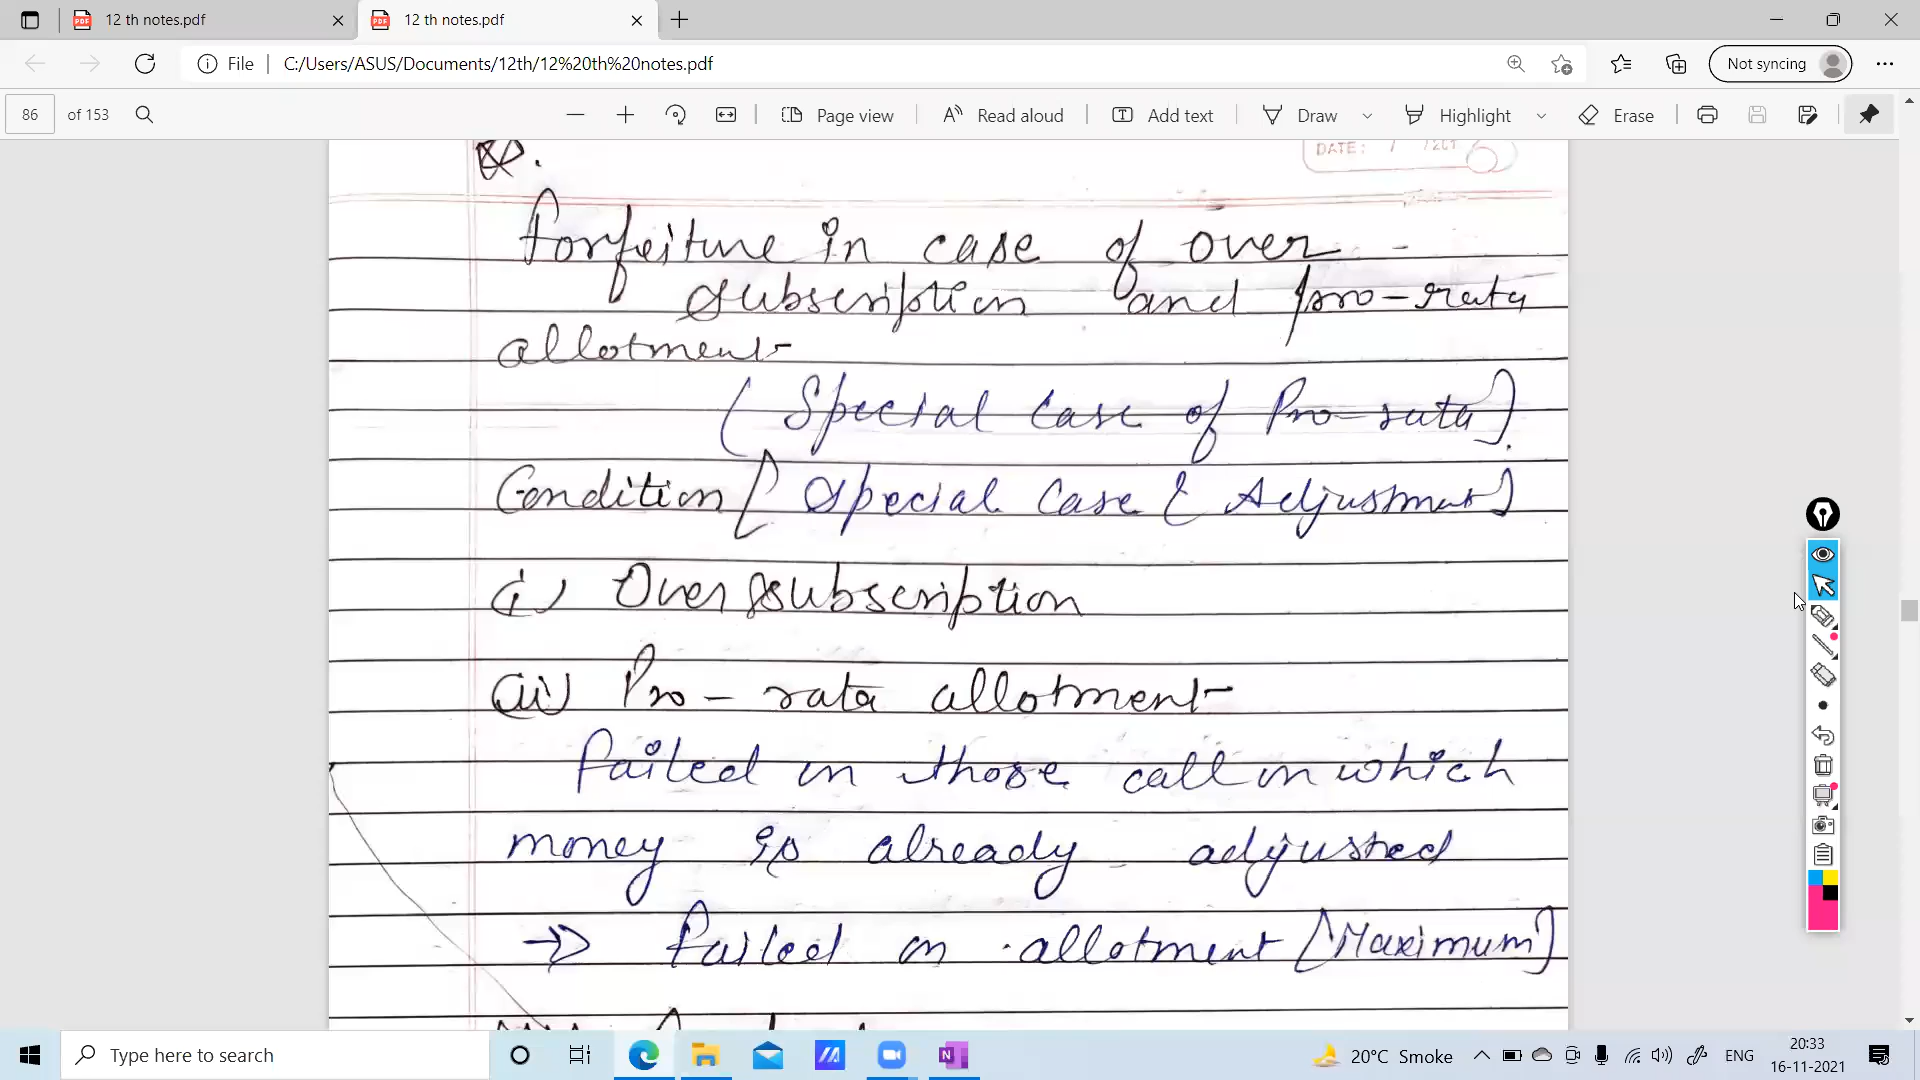 12 th notes.pdf
12 th notes.pdf
File
C:/Users/ASUS/Documents/12th/12%20th%20notes.pdf
Not syncing
86 of 153
Page view
Read aloud
Add text
Draw
Highlight
Erase
DATE:
Forfeiture in case of over-
subscription and pro-rata
allotment
(Special Case of Pro-rata)
Condition [Special Case & Adjustment]
(i) Over subscription
(ii) Pro-rata allotment
failed on those call in which
money is already adjusted
→ failed on allotment [Maximum]
Type here to search
20°C Smoke
ENG
20:33
16-11-2021